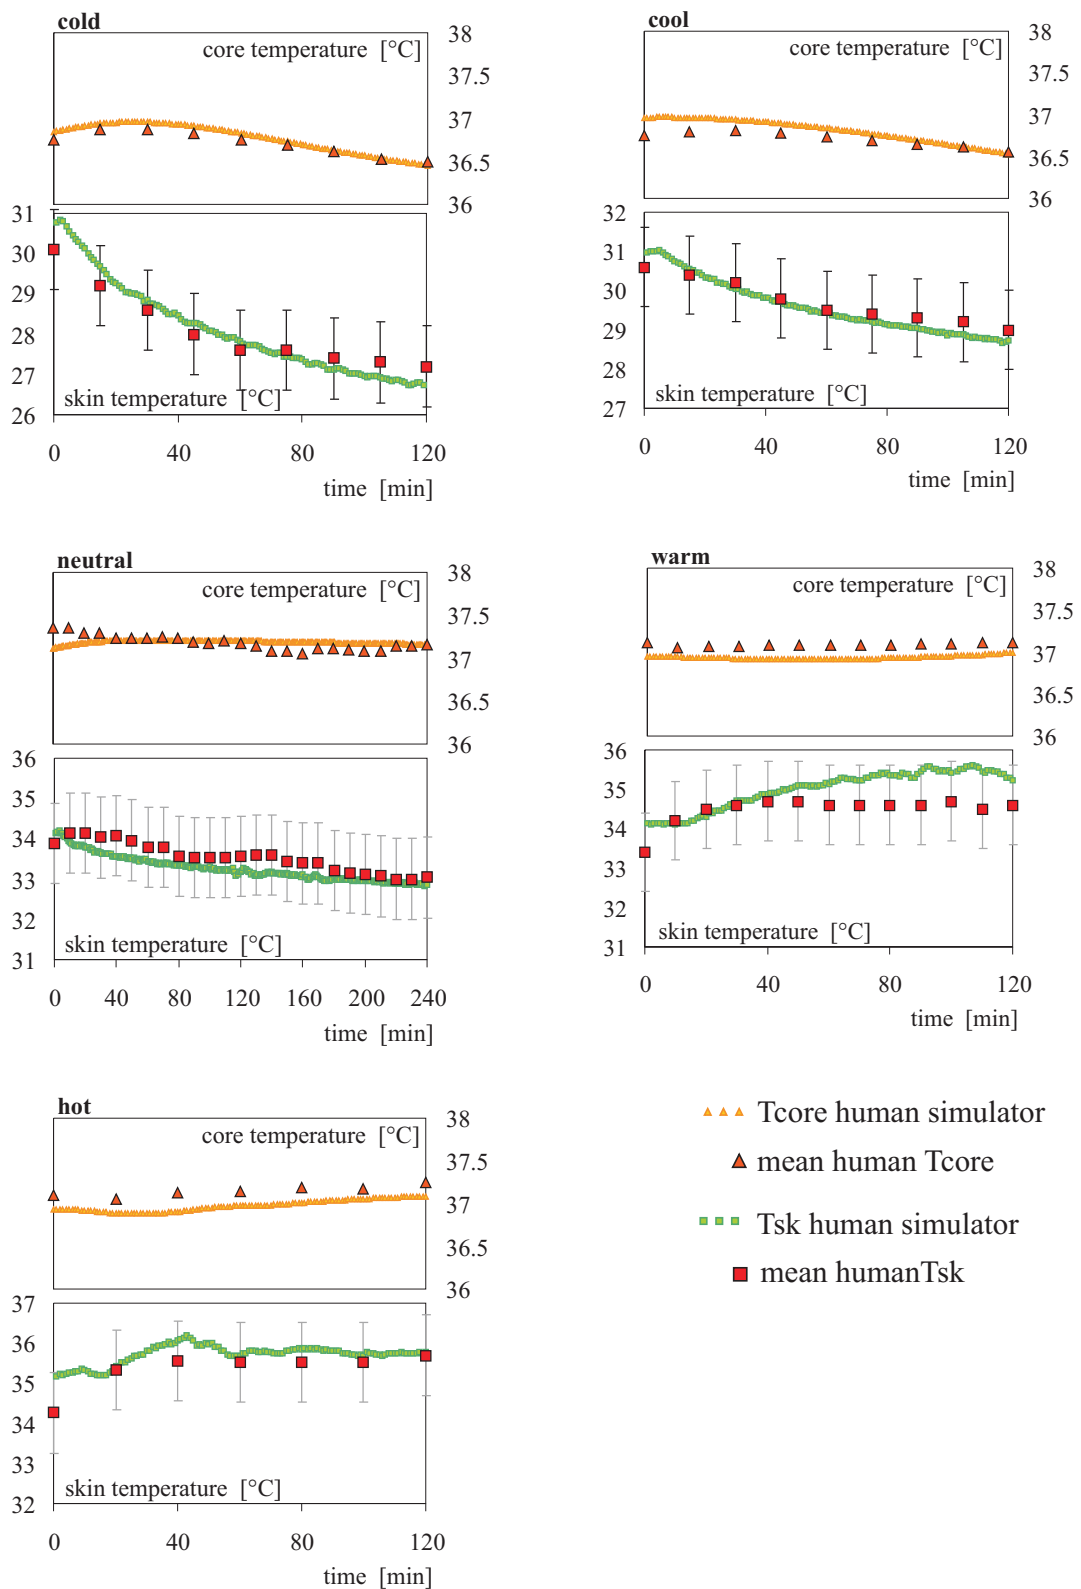 cold
core temperature [°C]
38
37.5
37
36.5
36
31
30
29
28
27
26
skin temperature [°C]
0 40 80 120
time [min]
cool
core temperature [°C]
38
37.5
37
36.5
36
32
31
30
29
28
27
skin temperature [°C]
0 40 80 120
time [min]
neutral
core temperature [°C]
38
37.5
37
36.5
36
36
35
34
33
32
31
skin temperature [°C]
0 40 80 120 160 200 240
time [min]
warm
core temperature [°C]
38
37.5
37
36.5
36
36
35
34
33
32
31
skin temperature [°C]
0 40 80 120
time [min]
hot
core temperature [°C]
38
37.5
37
36.5
36
37
36
35
34
33
32
skin temperature [°C]
0 40 80 120
time [min]
Tcore human simulator
mean human Tcore
Tsk human simulator
mean humanTsk